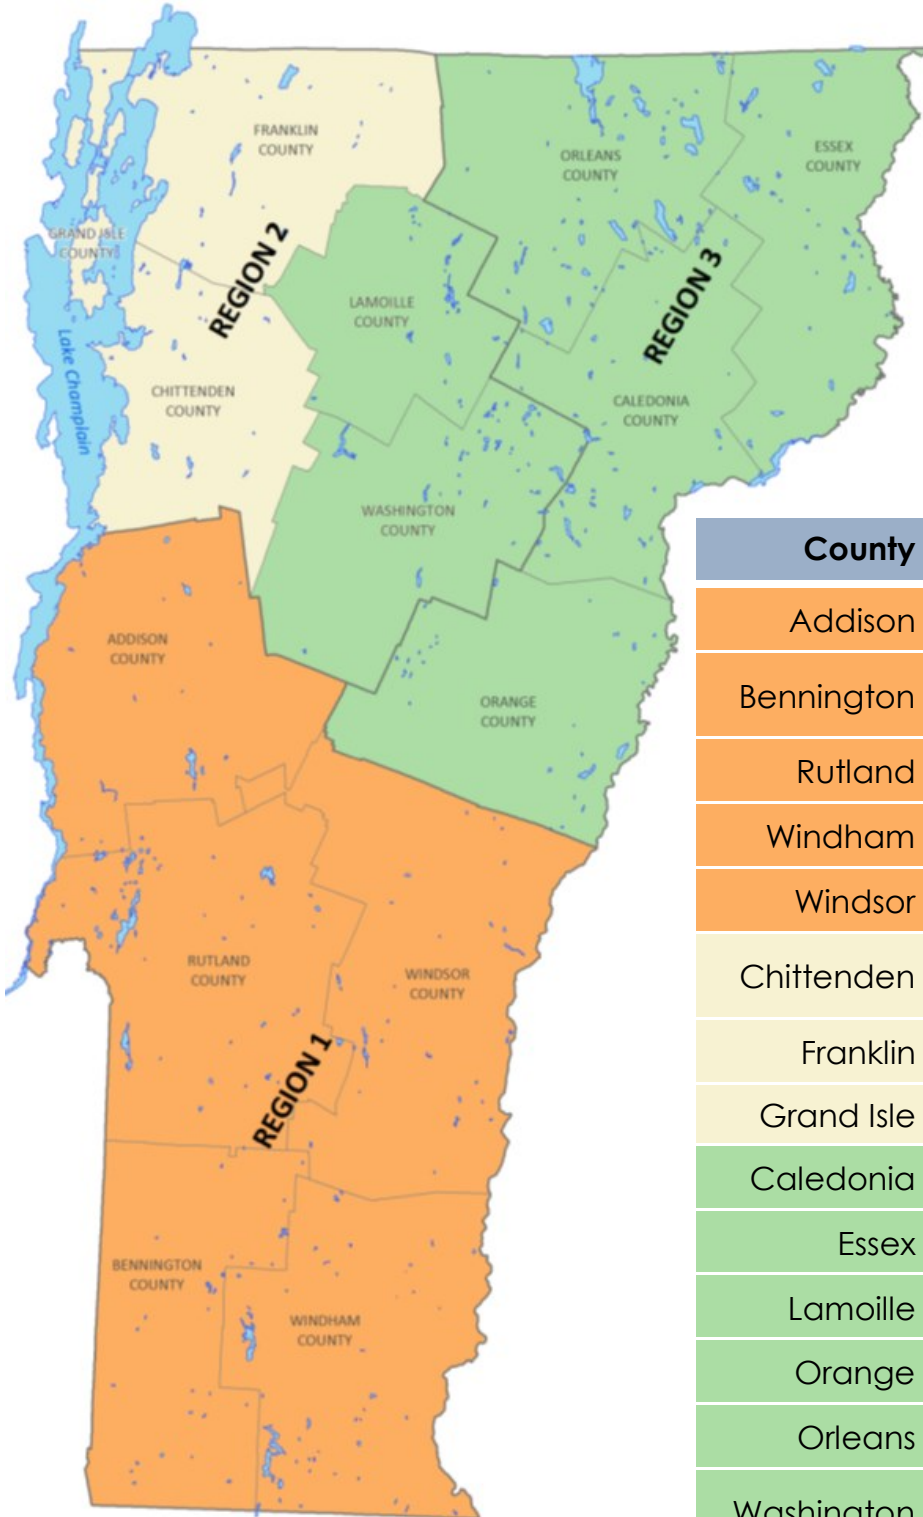 FRANKLIN
COUNTY
ORLEANS
COUNTY
ESSEX
COUNTY
GRAND ISLE
COUNTY
REGION 2
LAMOILLE
COUNTY
REGION 3
Lake Champlain
CHITTENDEN
COUNTY
CALEDONIA
COUNTY
WASHINGTON
COUNTY
ADDISON
COUNTY
ORANGE
COUNTY
RUTLAND
COUNTY
WINDSOR
COUNTY
REGION 1
BENNINGTON
COUNTY
WINDHAM
COUNTY
County
Addison
Bennington
Rutland
Windham
Windsor
Chittenden
Franklin
Grand Isle
Caledonia
Essex
Lamoille
Orange
Orleans
Washington